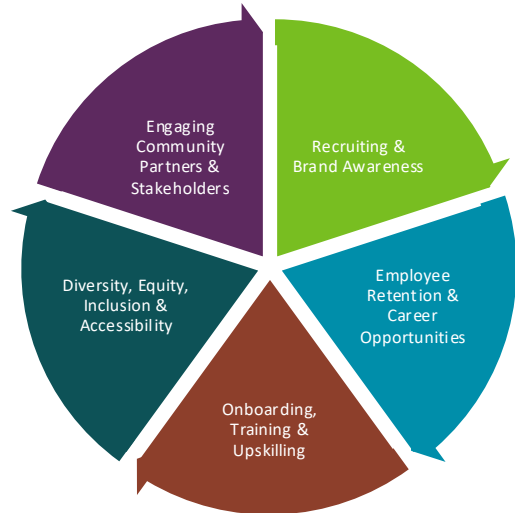 Engaging
Community
Partners &
Stakeholders
Recruiting &
Brand Awareness
Employee
Retention &
Career
Opportunities
Onboarding,
Training &
Upskilling
Diversity, Equity,
Inclusion &
Accessibility